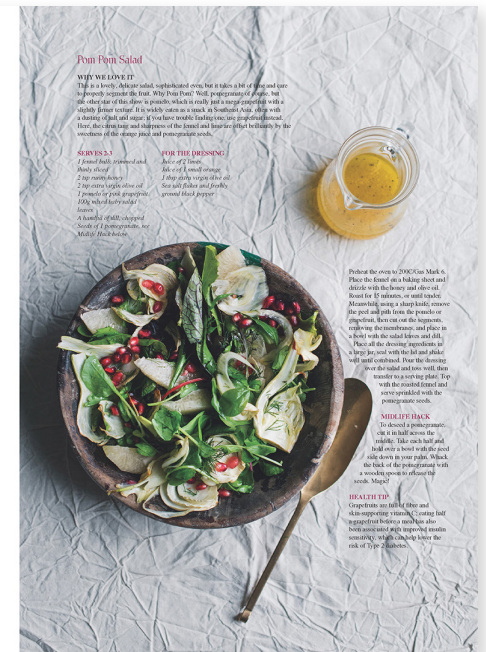 Pom Pom Salad
WHY WE LOVE IT
This is a lovely, delicate salad, sophisticated even, but it takes a bit of time and care
to properly segment the fruit. Why Pom Pom? Well, pomegranate of course, but
the other star of this show is pomelo, which is really just a mega-grapefruit with a
slightly firmer texture. It is widely eaten as a snack in Southeast Asia, often with
a dusting of salt and sugar; if you have trouble finding one, use grapefruit instead.
Here, the citrus tang and sharpness of the fennel and lime are offset brilliantly by the
sweetness of the orange juice and pomegranate seeds.
SERVES 2-3
1 fennel bulb, trimmed and
thinly sliced
2 tsp runny honey
2 tsp extra virgin olive oil
1 pomelo or pink grapefruit
100g mixed baby salad
leaves
A handful of dill, chopped
Seeds of 1 pomegranate, see
Midlife Hack below
FOR THE DRESSING
Juice of 2 limes
Juice of 1 small orange
1 tbsp extra virgin olive oil
Sea salt flakes and freshly
ground black pepper
Preheat the oven to 200C/Gas Mark 6.
Place the fennel on a baking sheet and
drizzle with the honey and olive oil.
Roast for 15 minutes, or until tender.
Meanwhile, using a sharp knife, remove
the peel and pith from the pomelo or
grapefruit, then cut out the segments,
removing the membranes, and place in
a bowl with the salad leaves and dill.
Place all the dressing ingredients in
a large jar, seal with the lid and shake
well until combined. Pour the dressing
over the salad and toss well, then
transfer to a serving plate. Top
with the roasted fennel and
serve sprinkled with the
pomegranate seeds.
MIDLIFE HACK
To deseed a pomegranate,
cut it in half across the
middle. Take each half and
hold over a bowl with the seed
side down in your palm. Whack
the back of the pomegranate with
a wooden spoon to release the
seeds. Magic!
HEALTH TIP
Grapefruits are full of fibre and
skin-supporting vitamin C; eating half
a grapefruit before a meal has also
been associated with improved insulin
sensitivity, which can help lower the
risk of Type 2 diabetes.